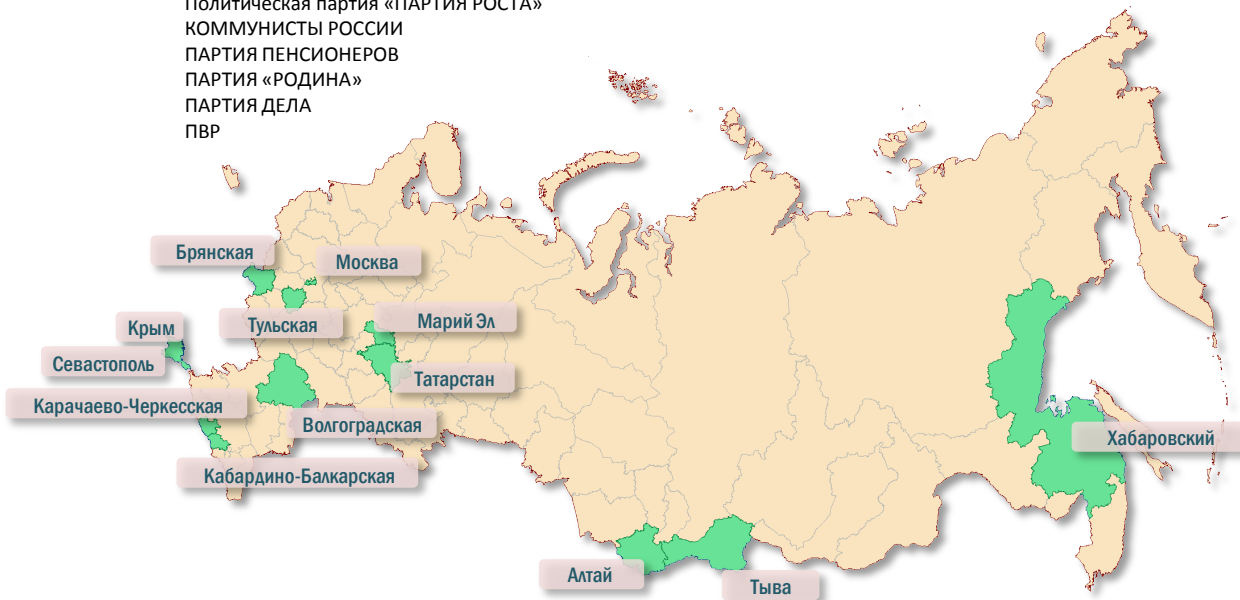 Политическая партия «ПАРТИЯ РОСТА»
КОММУНИСТЫ РОССИИ
ПАРТИЯ ПЕНСИОНЕРОВ
ПАРТИЯ «РОДИНА»
ПАРТИЯ ДЕЛА
ПВР
Брянская
Москва
Крым
Тульская
Марий Эл
Севастополь
Татарстан
Карачаево-Черкесская
Волгоградская
Хабаровский
Кабардино-Балкарская
Алтай
Тыва